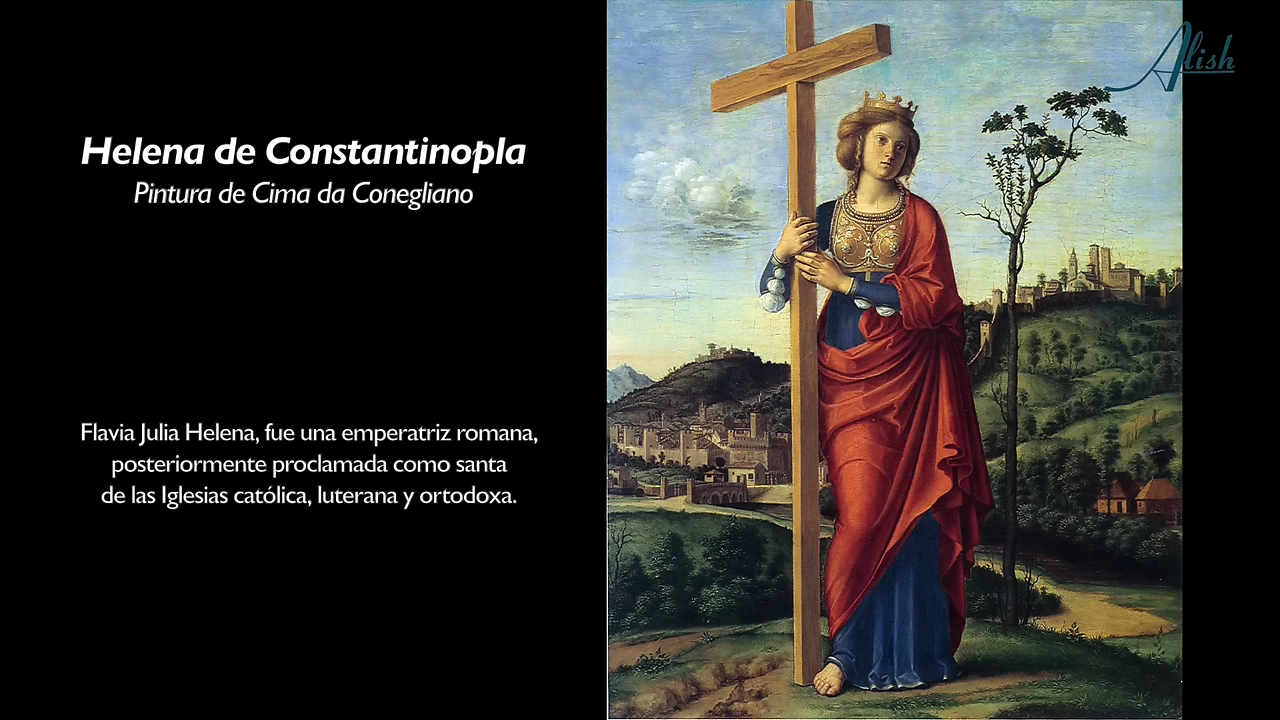 Helena de Constantinopla
Pintura de Cima da Conegliano
Flavia Julia Helena, fue una emperatriz romana,
posteriormente proclamada como santa
de las Iglesias católica, luterana y ortodoxa.
Alish